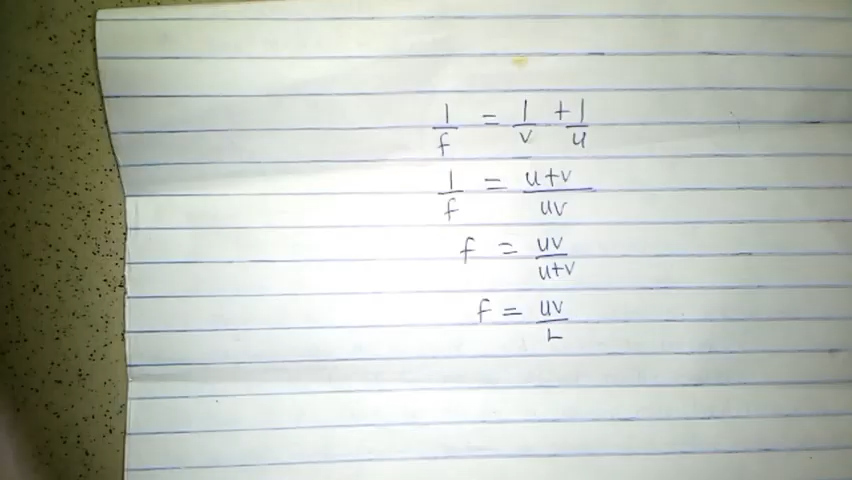 1/f = 1/v + 1/u
1/f = u+v/uv
f = uv/u+v
f = uv/L